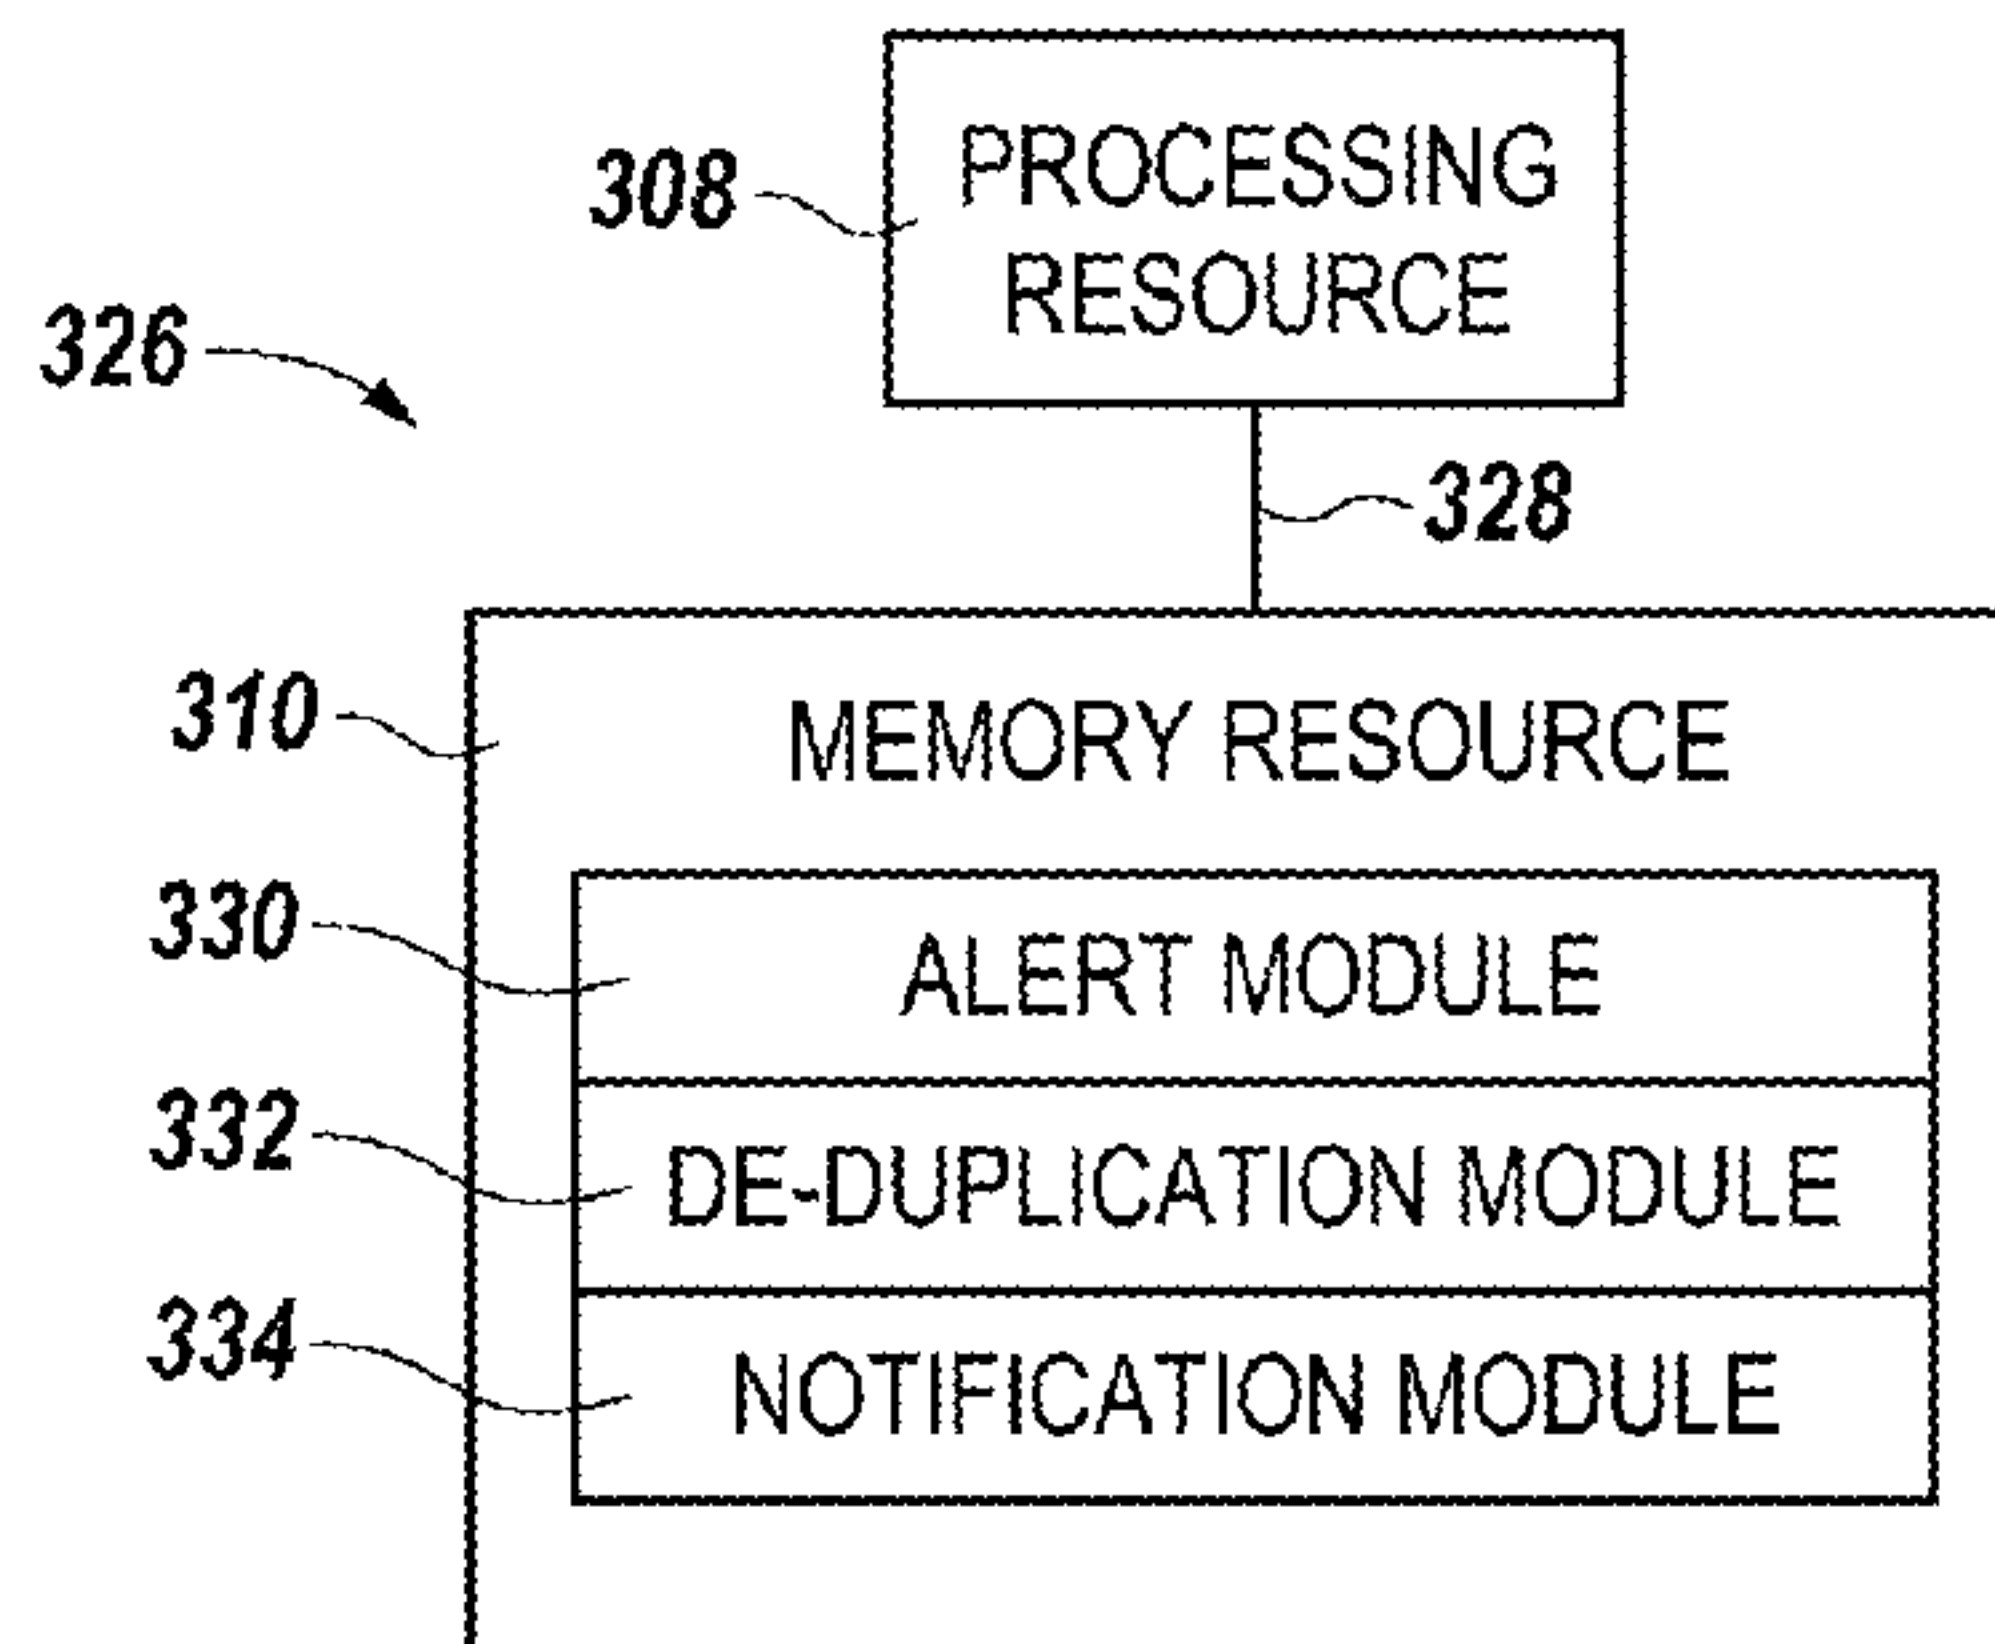 308
PROCESSING
RESOURCE
326
328
310
MEMORY RESOURCE
330
ALERT MODULE
332
DE-DUPLICATION MODULE
334
NOTIFICATION MODULE